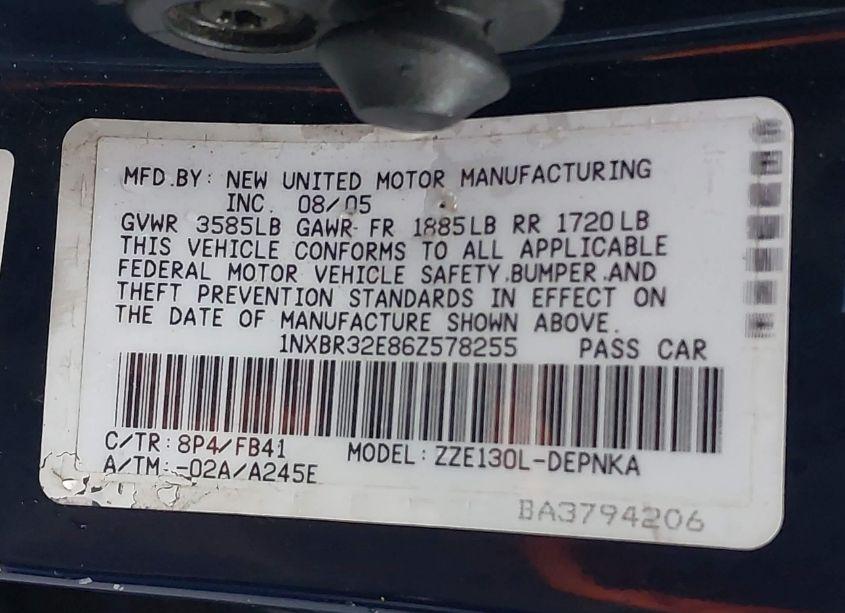 MFD.BY: NEW UNITED MOTOR MANUFACTURING
INC. 08/05
GVWR 3585LB GAWR FR 1885LB RR 1720LB
THIS VEHICLE CONFORMS TO ALL APPLICABLE
FEDERAL MOTOR VEHICLE SAFETY,BUMPER,AND
THEFT PREVENTION STANDARDS IN EFFECT ON
THE DATE OF MANUFACTURE SHOWN ABOVE.
1NXBR32E86Z578255 PASS CAR
C/TR:8P4/FB41 MODEL:ZZE130L-DEPNKA
A/TM:-02A/A245E
BA3794206